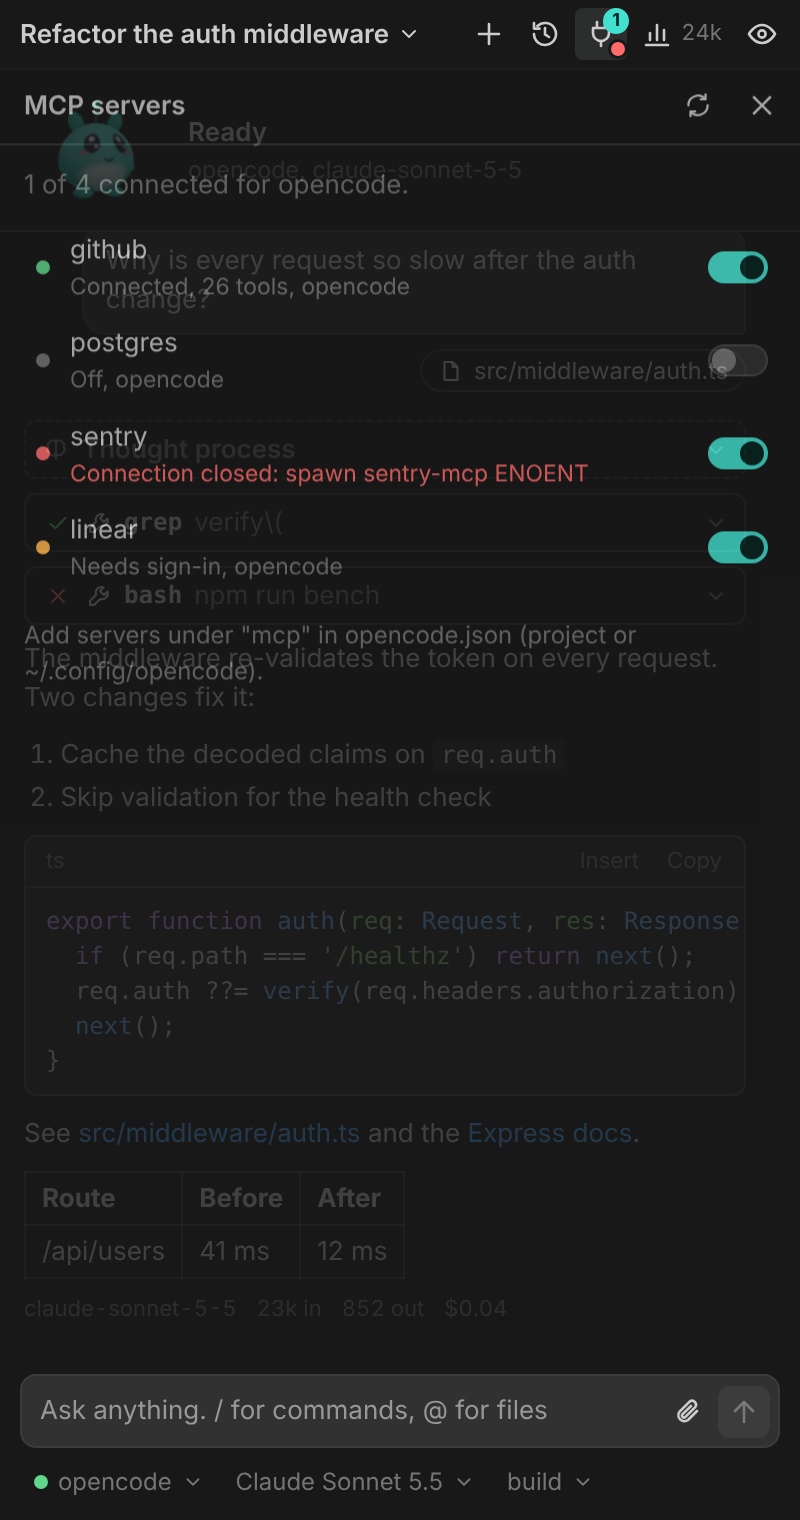 Refactor the auth middleware
1
24k
MCP servers
Ready
opencode, claude-sonnet-5-5
1 of 4 connected for opencode.
github
Why is every request so slow after the auth
Connected, 26 tools, opencode
change?
postgres
src/middleware/auth.ts
Off, opencode
sentry
Thought process
Connection closed: spawn sentry-mcp ENOENT
grep verify\(
linear
Needs sign-in, opencode
bash npm run bench
Add servers under "mcp" in opencode.json (project or
The middleware re-validates the token on every request.
~/.config/opencode).
Two changes fix it:
1. Cache the decoded claims on req.auth
2. Skip validation for the health check
ts Insert Copy
export function auth(req: Request, res: Response
if (req.path === '/healthz') return next();
req.auth ??= verify(req.headers.authorization)
next();
}
See src/middleware/auth.ts and the Express docs.
Route Before After
/api/users 41 ms 12 ms
claude-sonnet-5-5 23k in 852 out $0.04
Ask anything. / for commands, @ for files
opencode Claude Sonnet 5.5 build